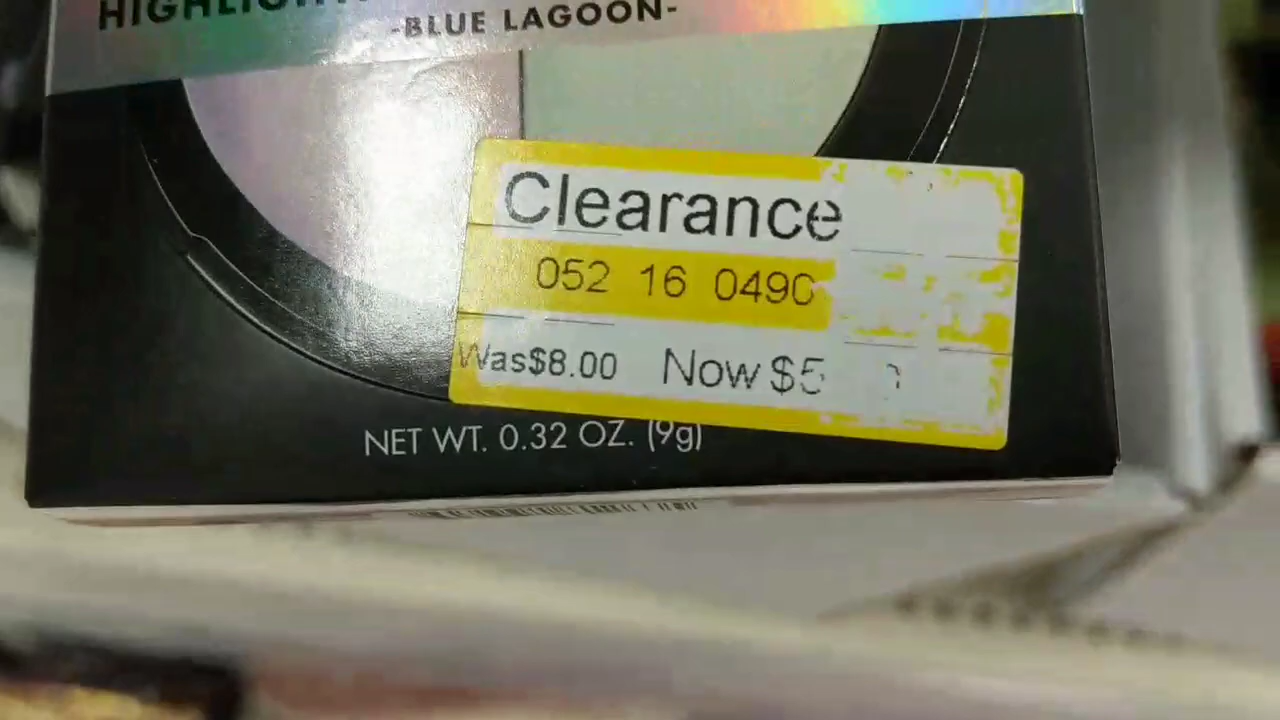 -BLUE LAGOON-
Clearance
052 16 0490
Was$8.00 Now $5
NET WT. 0.32 OZ. (9g)